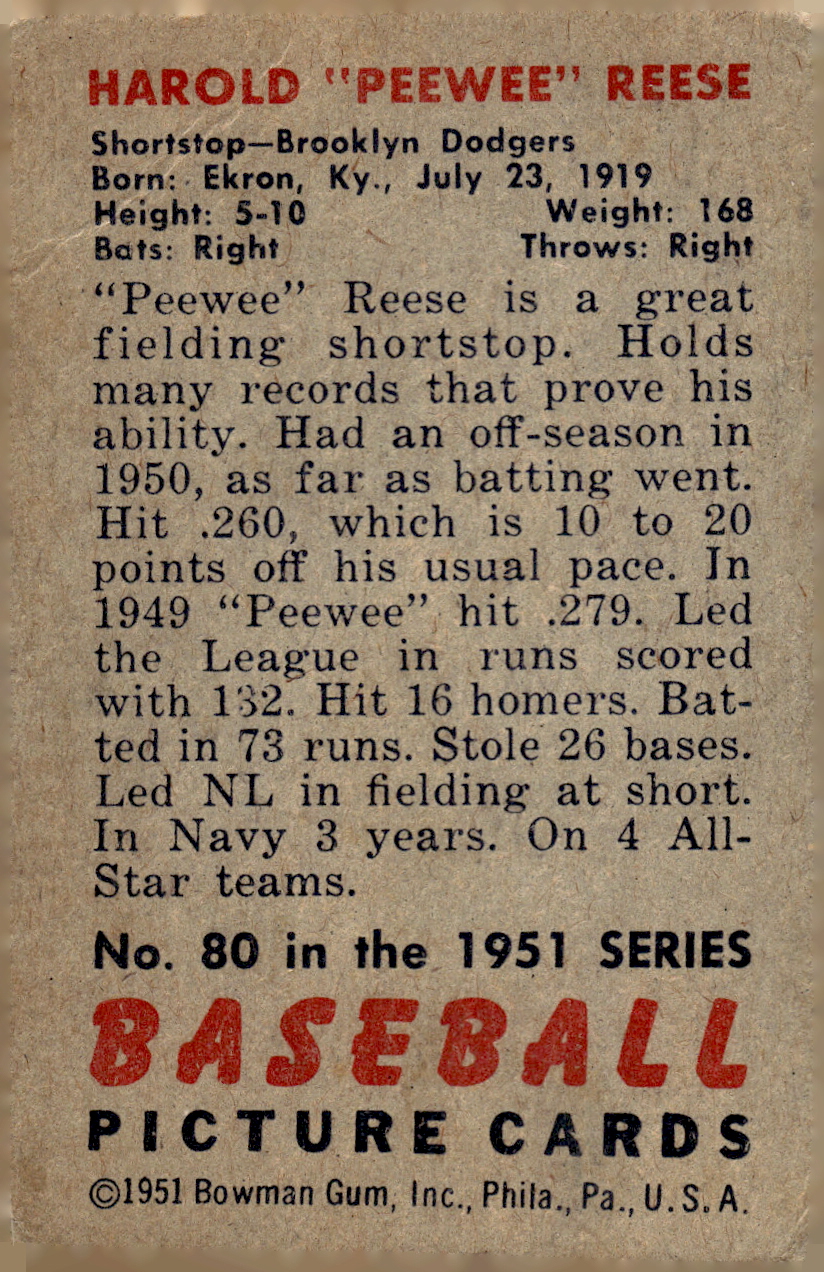 HAROLD "PEEWEE" REESE
Shortstop—Brooklyn Dodgers
Born: Ekron, Ky., July 23, 1919
Height: 5-10 Weight: 168
Bats: Right Throws: Right
"Peewee" Reese is a great
fielding shortstop. Holds
many records that prove his
ability. Had an off-season in
1950, as far as batting went.
Hit .260, which is 10 to 20
points off his usual pace. In
1949 "Peewee" hit .279. Led
the League in runs scored
with 132. Hit 16 homers. Bat-
ted in 73 runs. Stole 26 bases.
Led NL in fielding at short.
In Navy 3 years. On 4 All-
Star teams.
No. 80 in the 1951 SERIES
BASEBALL
PICTURE CARDS
©1951 Bowman Gum, Inc., Phila., Pa., U.S.A.